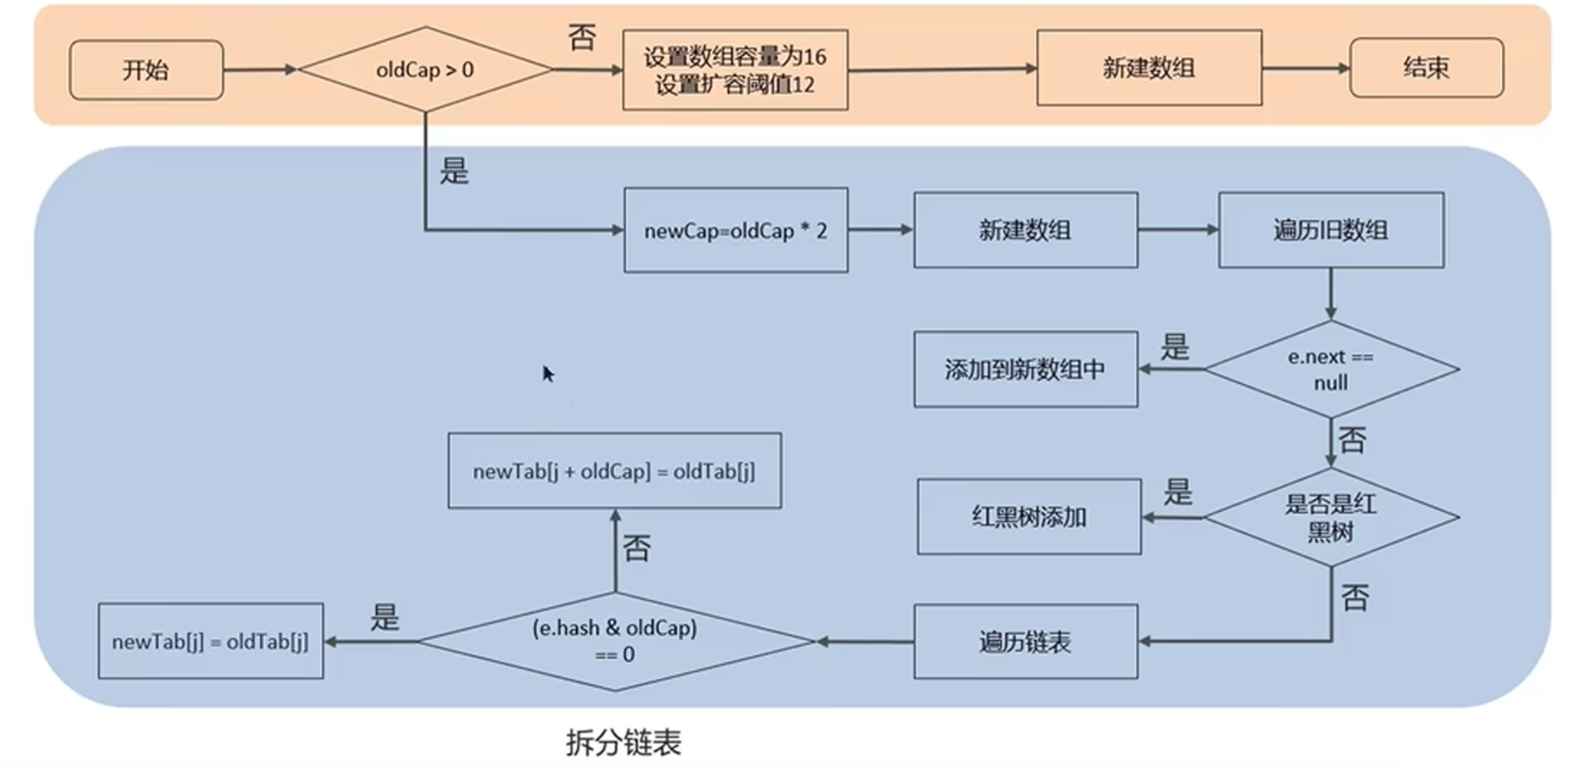 开始
oldCap > 0
否
设置数组容量为16
设置扩容阈值12
新建数组
结束
是
newCap=oldCap * 2
新建数组
遍历旧数组
e.next ==
null
是
添加到新数组中
否
是否是红
黑树
是
红黑树添加
否
遍历链表
(e.hash & oldCap)
== 0
否
newTab[j + oldCap] = oldTab[j]
是
newTab[j] = oldTab[j]
拆分链表